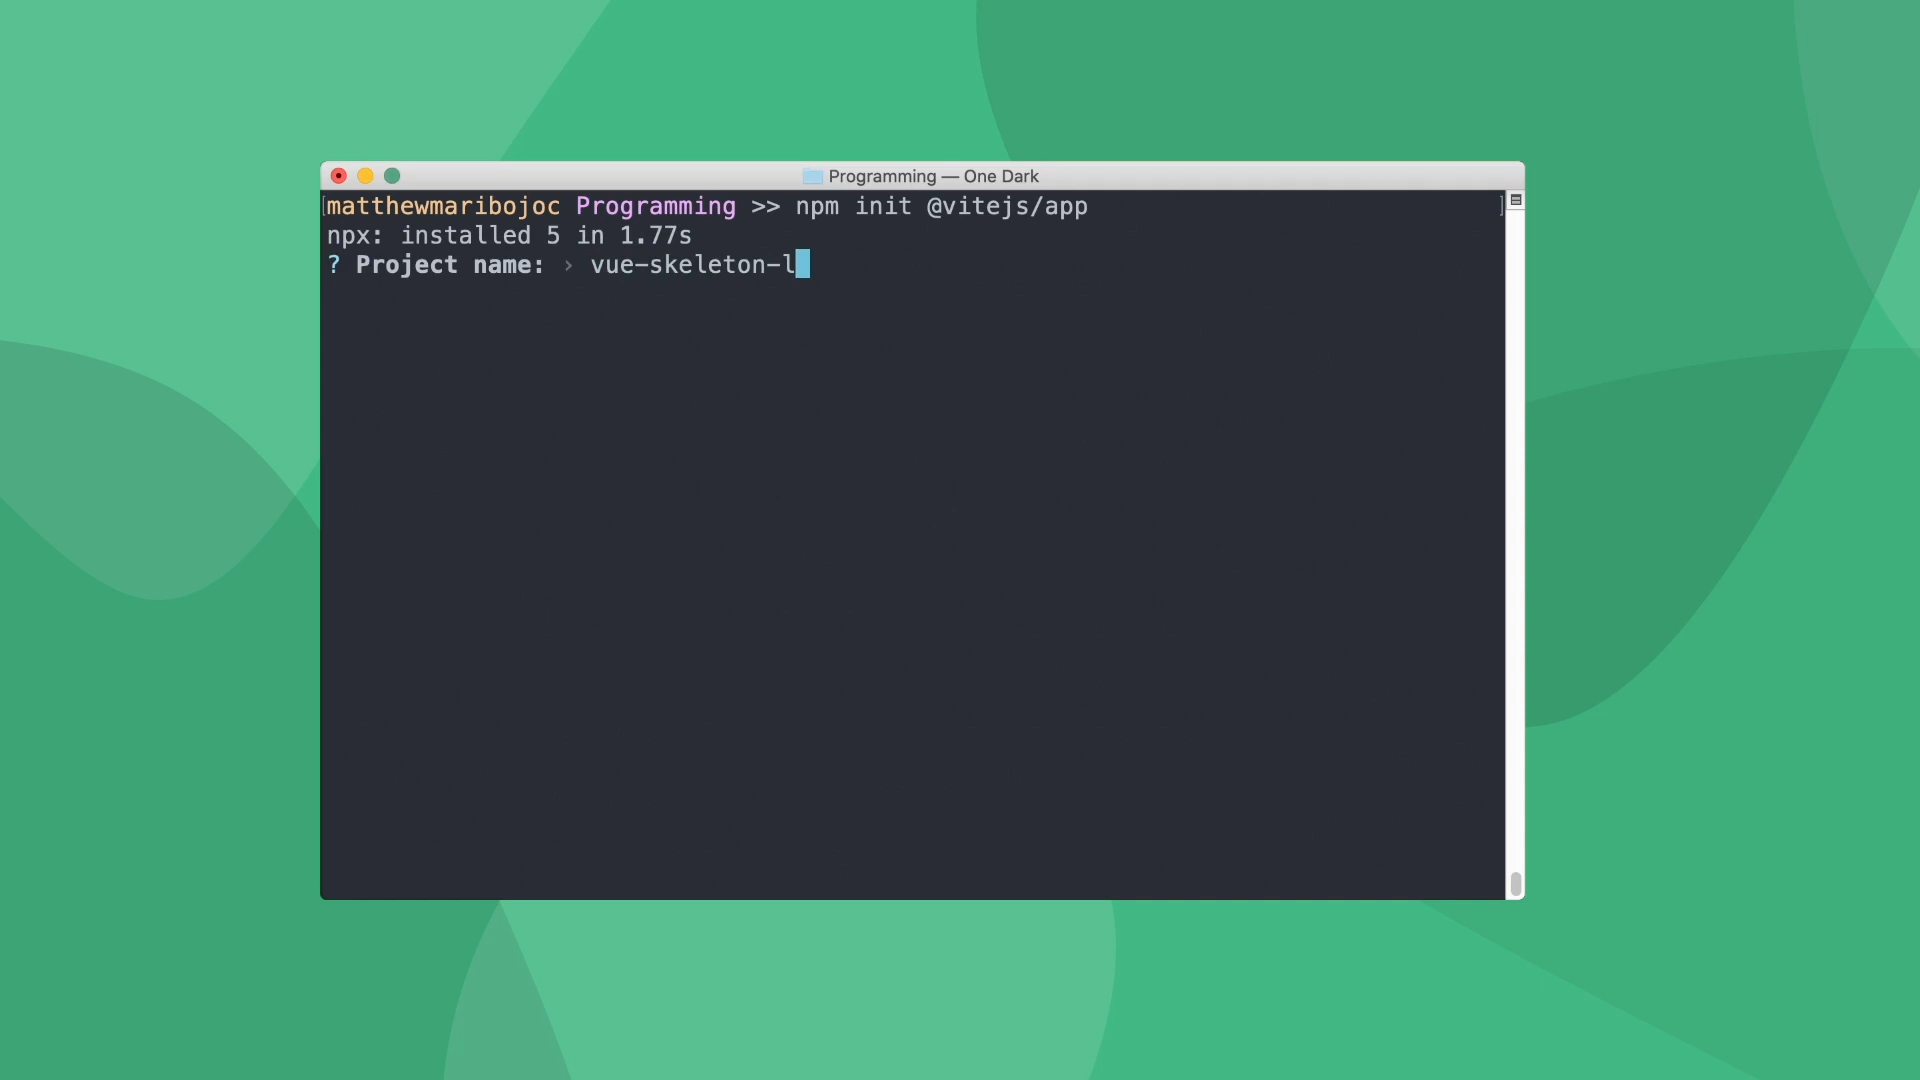 Programming — One Dark
matthewmaribojoc Programming >> npm init @vitejs/app
npx: installed 5 in 1.77s
? Project name: › vue-skeleton-l